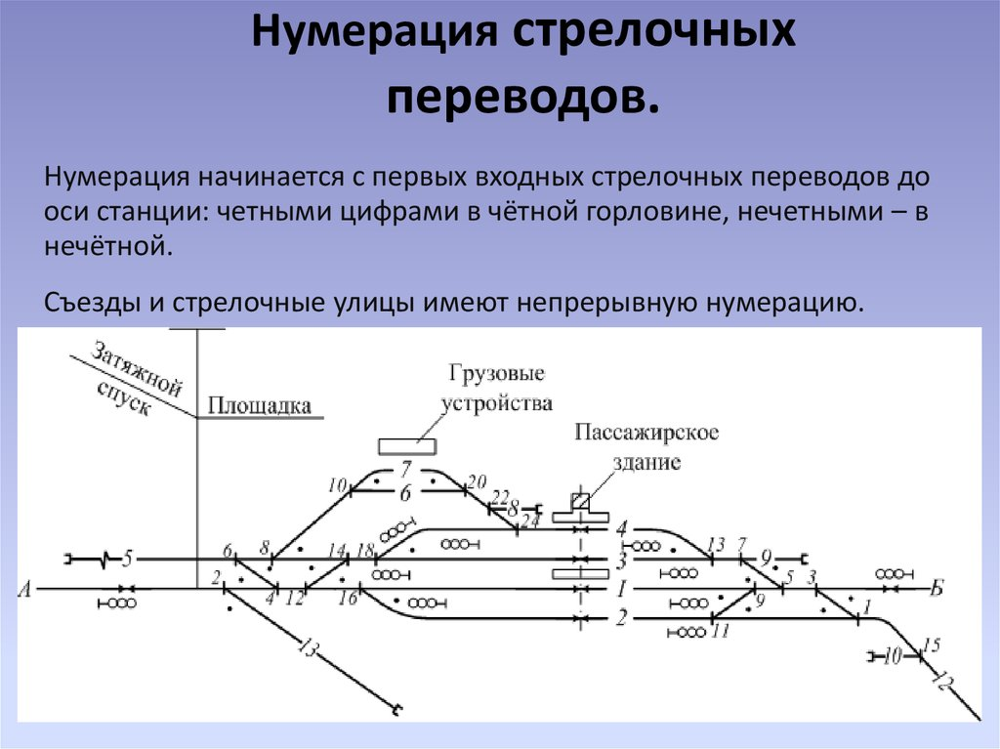 Нумерация стрелочных
переводов.
Нумерация начинается с первых входных стрелочных переводов до
оси станции: четными цифрами в чётной горловине, нечетными – в
нечётной.
Съезды и стрелочные улицы имеют непрерывную нумерацию.
Затяжной
спуск
Площадка
Грузовые
устройства
Пассажирское
здание
7
10 6 20
22 8
24 4
5 6 8 14 18 3 13 7 9
А 2 4 12 16 1 9 5 3 Б
2 11 1
13 10 15
12